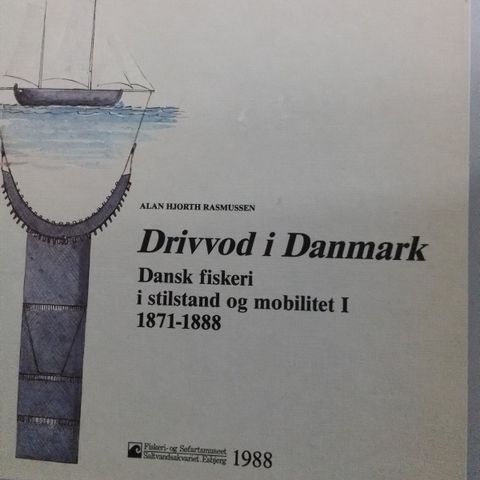 ALAN HJORTH RASMUSSEN
Drivvod i Danmark
Dansk fiskeri
i stilstand og mobilitet I
1871-1888
Fiskeri- og Søfartsmuseet
Saltvandsakvariet. Esbjerg
1988